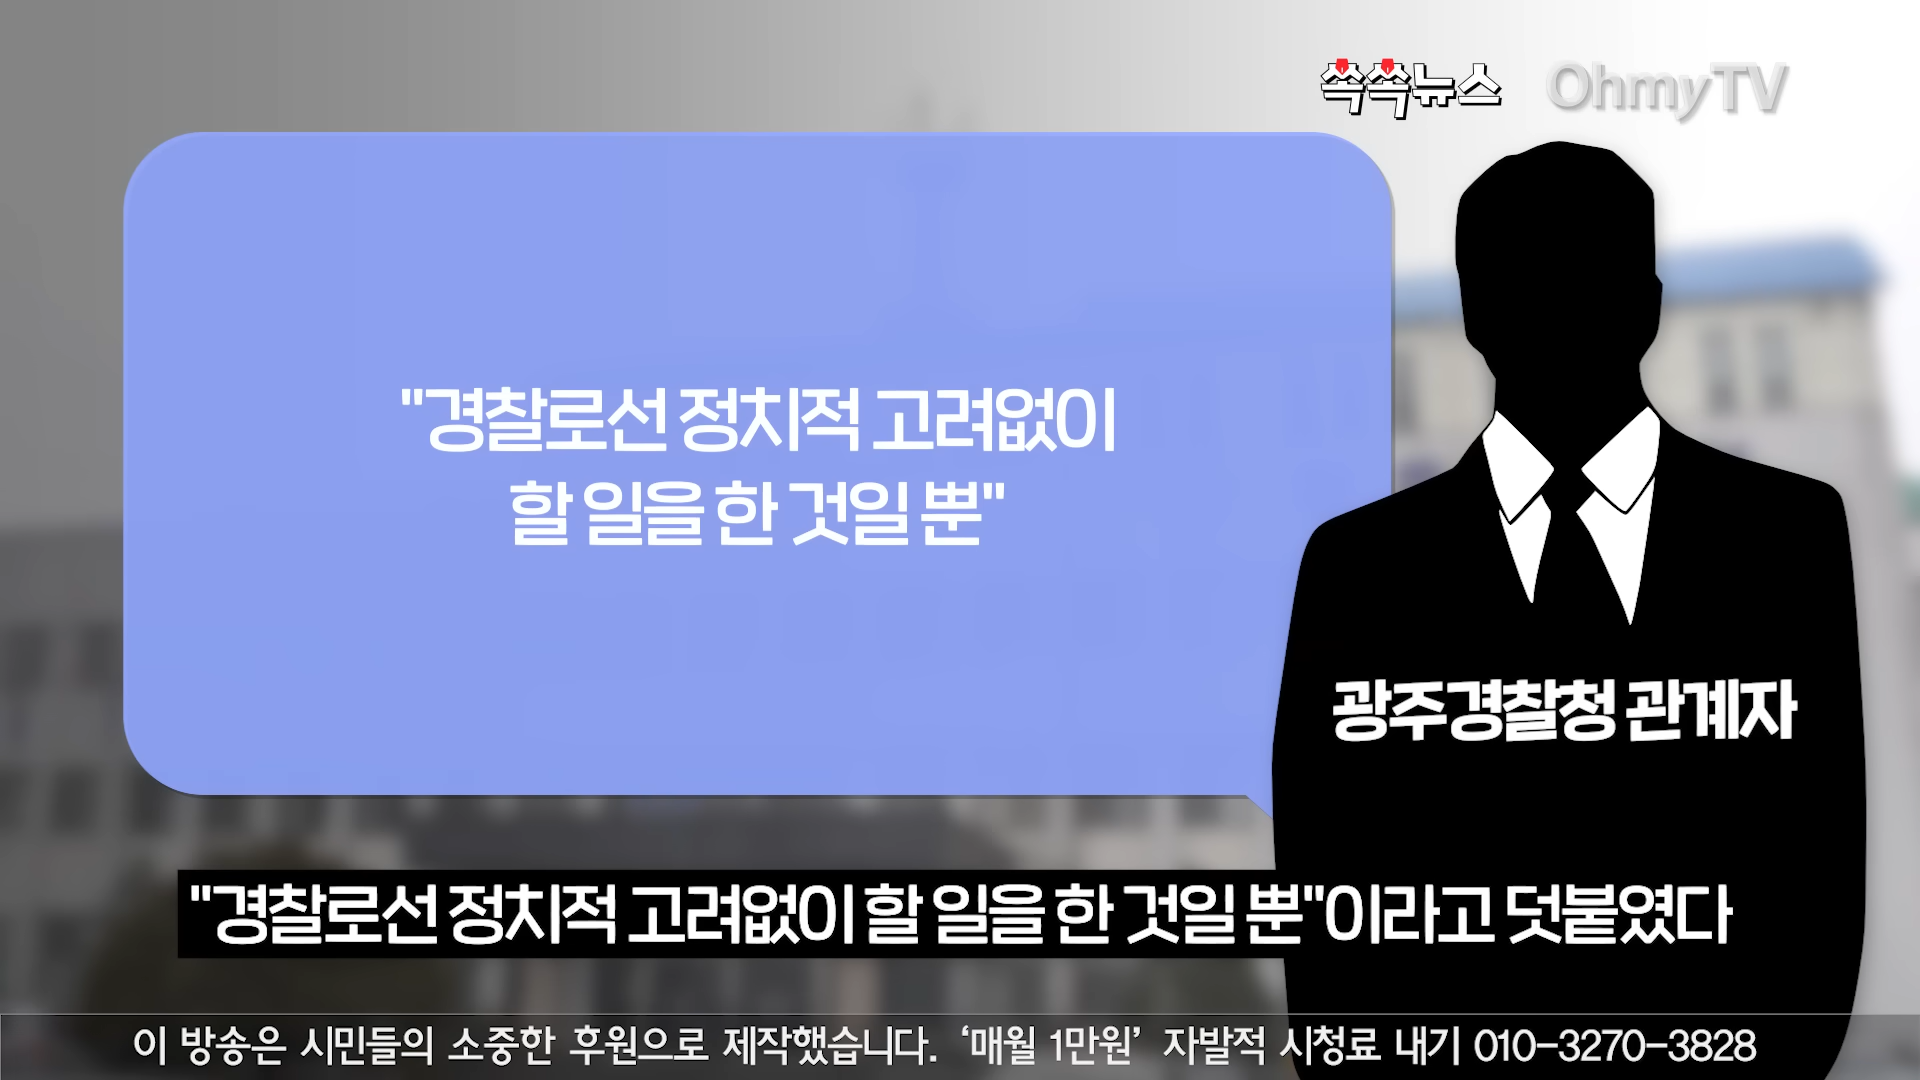 쏙쏙뉴스 OhmyTV
"경찰로선 정치적 고려없이
할 일을 한 것일 뿐"
광주경찰청 관계자
"경찰로선 정치적 고려없이 할 일을 한 것일 뿐"이라고 덧붙였다
이 방송은 시민들의 소중한 후원으로 제작했습니다. ‘매월 1만원’ 자발적 시청료 내기 010-3270-3828